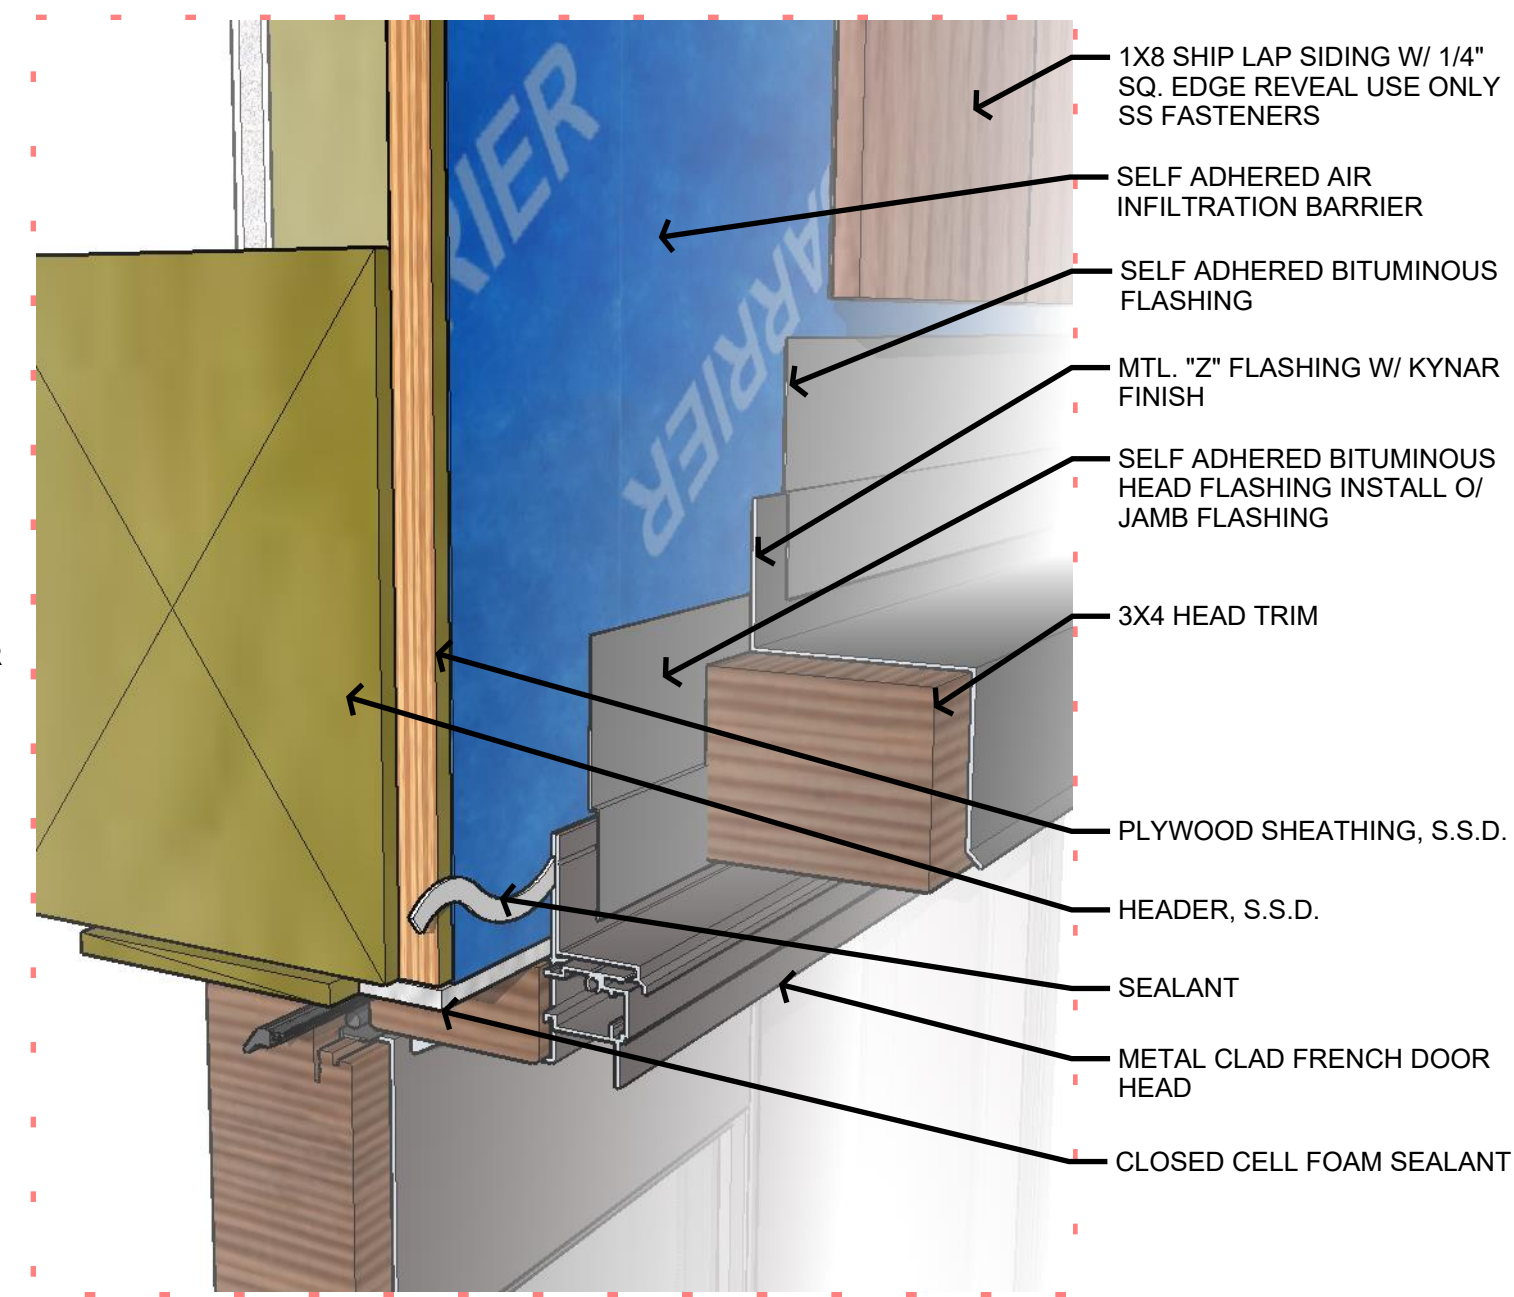 1X8 SHIP LAP SIDING W/ 1/4"
SQ. EDGE REVEAL USE ONLY
SS FASTENERS
SELF ADHERED AIR
INFILTRATION BARRIER
SELF ADHERED BITUMINOUS
FLASHING
MTL. "Z" FLASHING W/ KYNAR
FINISH
SELF ADHERED BITUMINOUS
HEAD FLASHING INSTALL O/
JAMB FLASHING
3X4 HEAD TRIM
PLYWOOD SHEATHING, S.S.D.
HEADER, S.S.D.
SEALANT
METAL CLAD FRENCH DOOR
HEAD
CLOSED CELL FOAM SEALANT
RIER
BARRIER
R